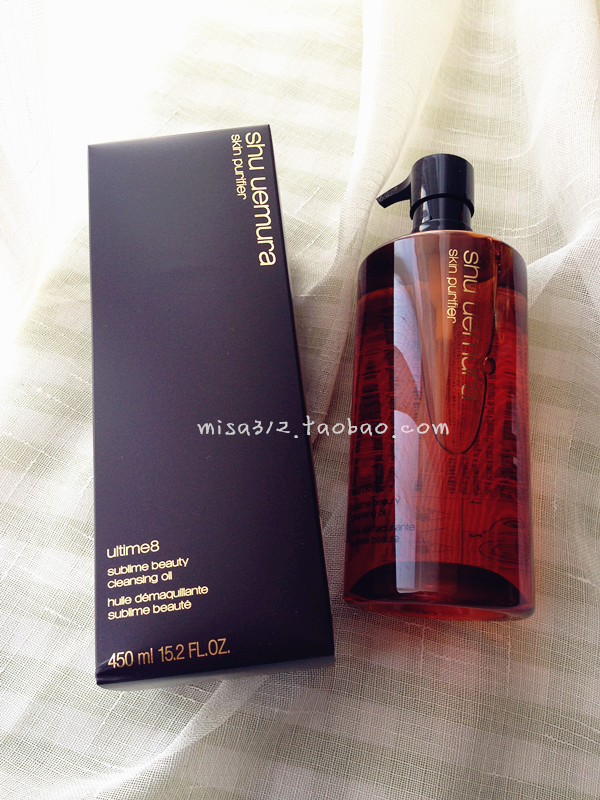 shu uemura
skin purifier
ultime8
sublime beauty
cleansing oil
huile démaquillante
sublime beauté
450 ml 15.2 FL.OZ.
shu uemura
skin purifier
misa312.taobao.com